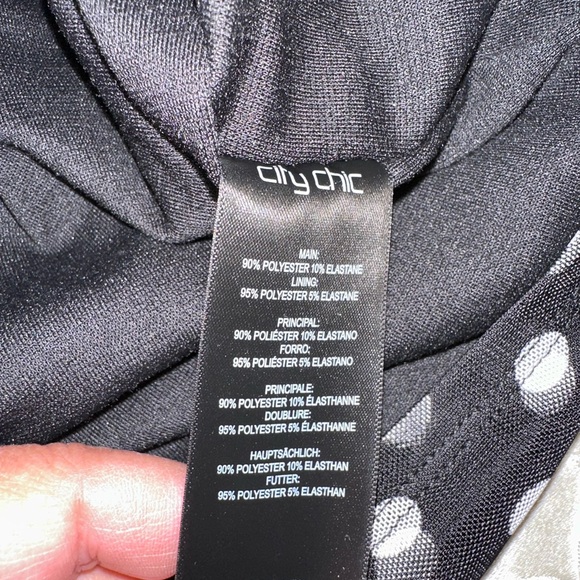 city chic
MAIN:
90% POLYESTER 10% ELASTANE
LINING:
95% POLYESTER 5% ELASTANE
PRINCIPAL:
90% POLIÉSTER 10% ELASTANO
FORRO:
95% POLIÉSTER 5% ELASTANO
PRINCIPALE:
90% POLYESTER 10% ÉLASTHANNE
DOUBLURE:
95% POLYESTER 5% ÉLASTHANNE
HAUPTSÄCHLICH:
90% POLYESTER 10% ELASTHAN
FUTTER:
95% POLYESTER 5% ELASTHAN